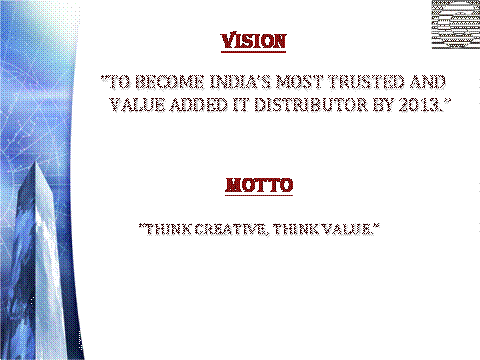 VISION
"TO BECOME INDIA'S MOST TRUSTED AND
VALUE ADDED IT DISTRIBUTOR BY 2013."
MOTTO
"THINK CREATIVE, THINK VALUE."